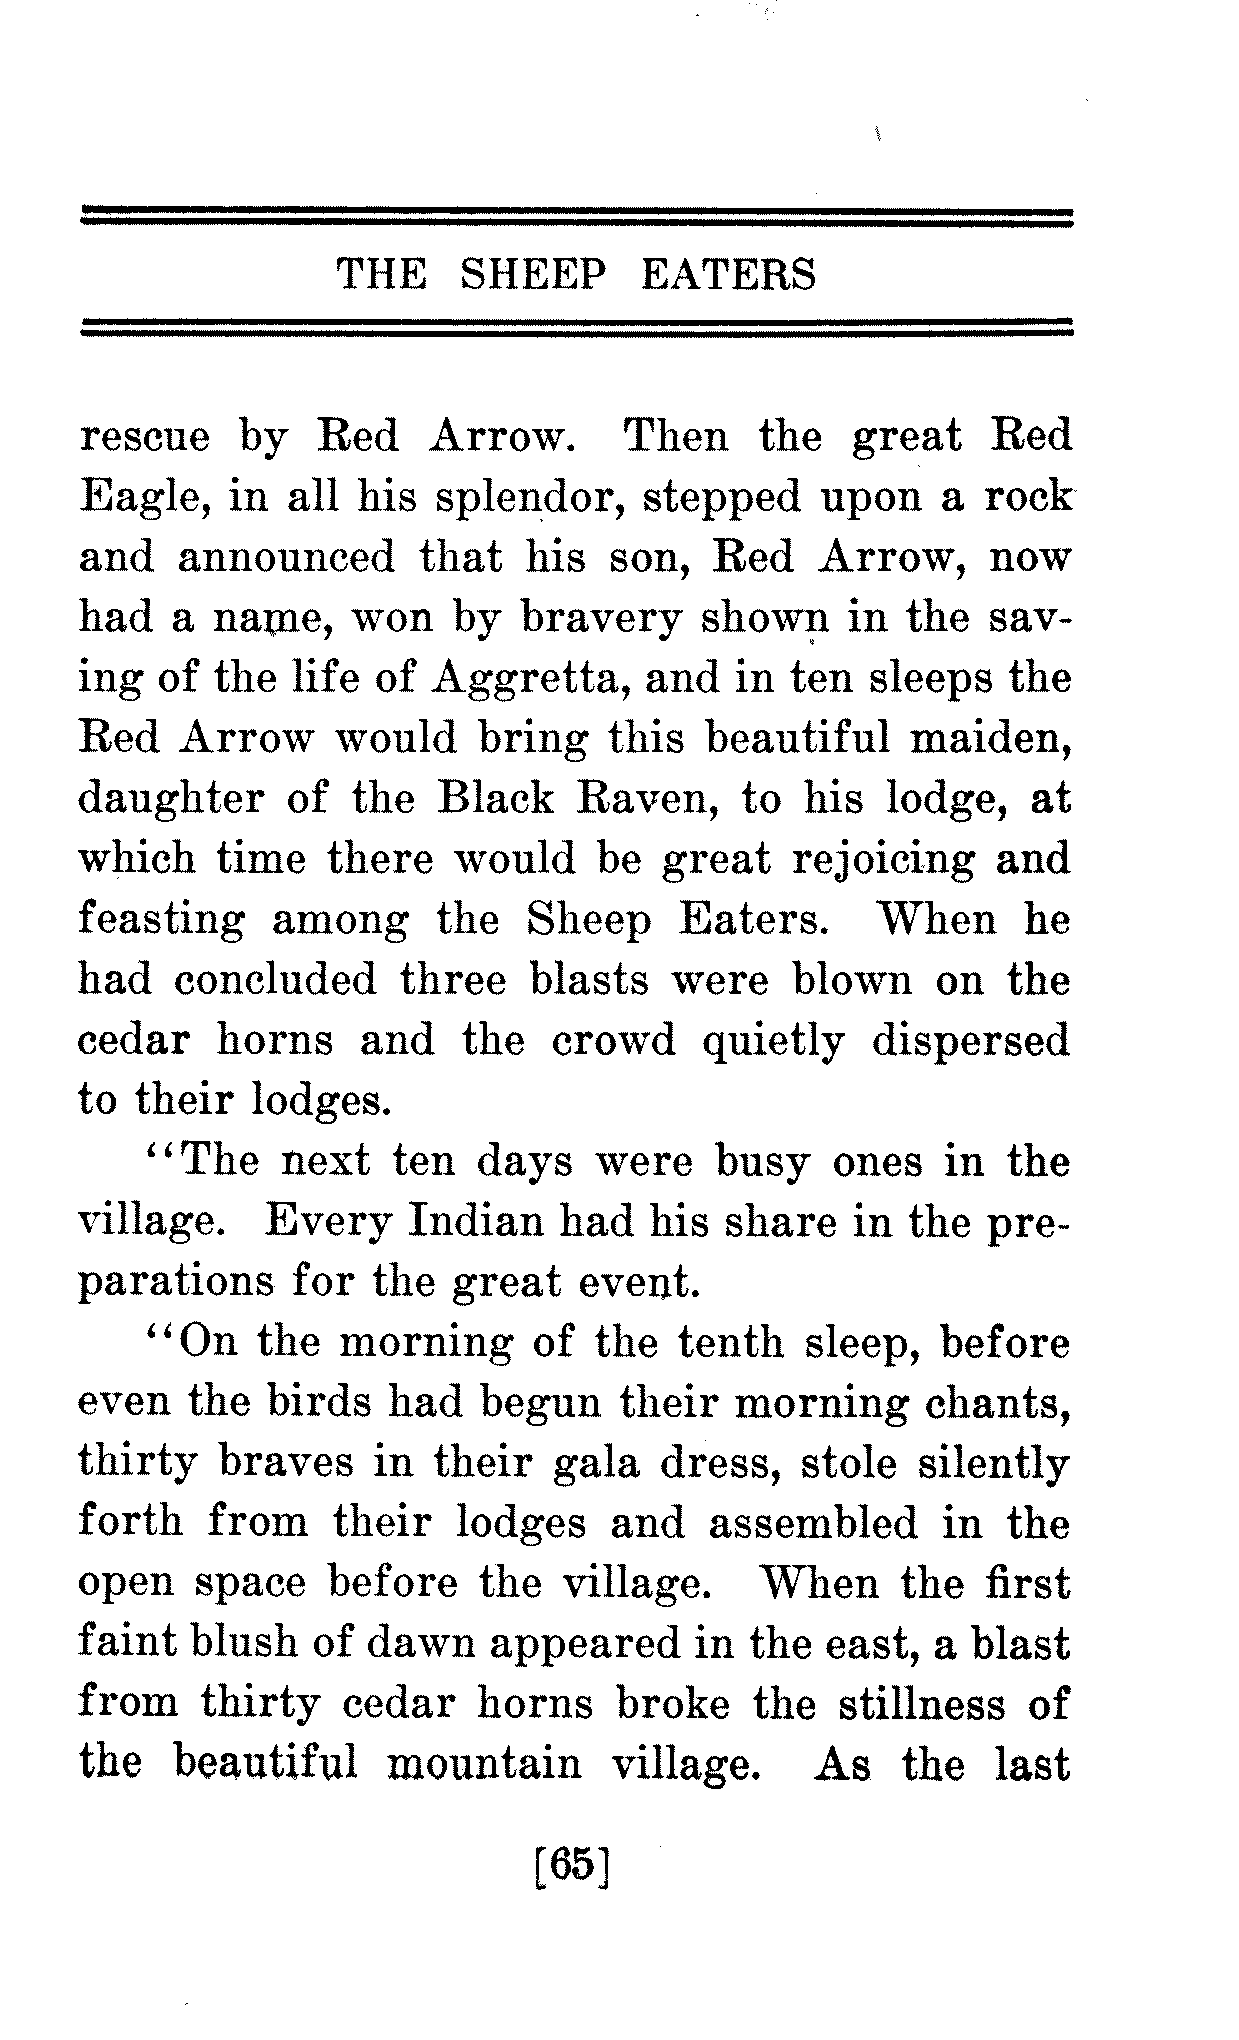 THE SHEEP EATERS
rescue by Red Arrow. Then the great Red
Eagle, in all his splendor, stepped upon a rock
and announced that his son, Red Arrow, now
had a name, won by bravery shown in the sav-
ing of the life of Aggretta, and in ten sleeps the
Red Arrow would bring this beautiful maiden,
daughter of the Black Raven, to his lodge, at
which time there would be great rejoicing and
feasting among the Sheep Eaters. When he
had concluded three blasts were blown on the
cedar horns and the crowd quietly dispersed
to their lodges.
“The next ten days were busy ones in the
village. Every Indian had his share in the pre-
parations for the great event.
“On the morning of the tenth sleep, before
even the birds had begun their morning chants,
thirty braves in their gala dress, stole silently
forth from their lodges and assembled in the
open space before the village. When the first
faint blush of dawn appeared in the east, a blast
from thirty cedar horns broke the stillness of
the beautiful mountain village. As the last
[65]